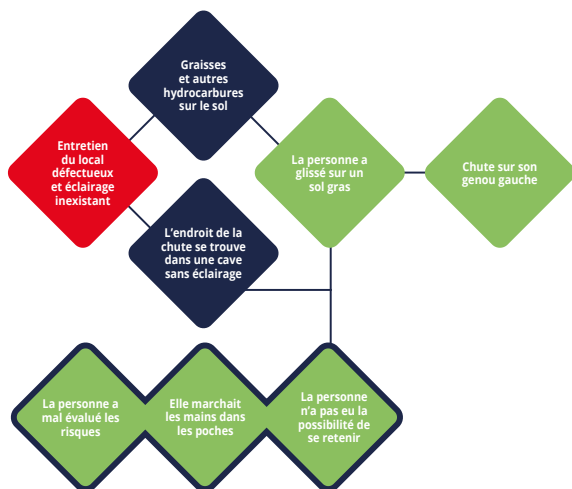 Graisses
et autres
hydrocarbures
sur le sol
Entretien
du local
défectueux
et éclairage
inexistant
La personne a
glissé sur un
sol gras
Chute sur son
genou gauche
L’endroit de la
chute se trouve
dans une cave
sans éclairage
La personne a
mal évalué les
risques
Elle marchait
les mains dans
les poches
La personne
n’a pas eu la
possibilité de
se retenir